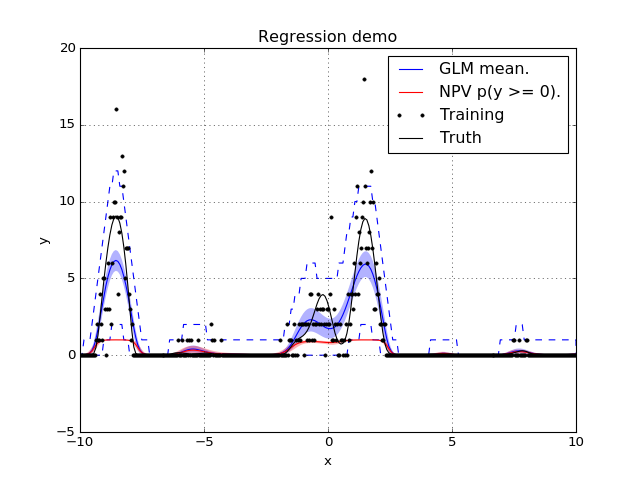 Regression demo
20
15
10
5
0
−5
y
GLM mean.
NPV p(y >= 0).
Training
Truth
−10
−5
0
5
10
x